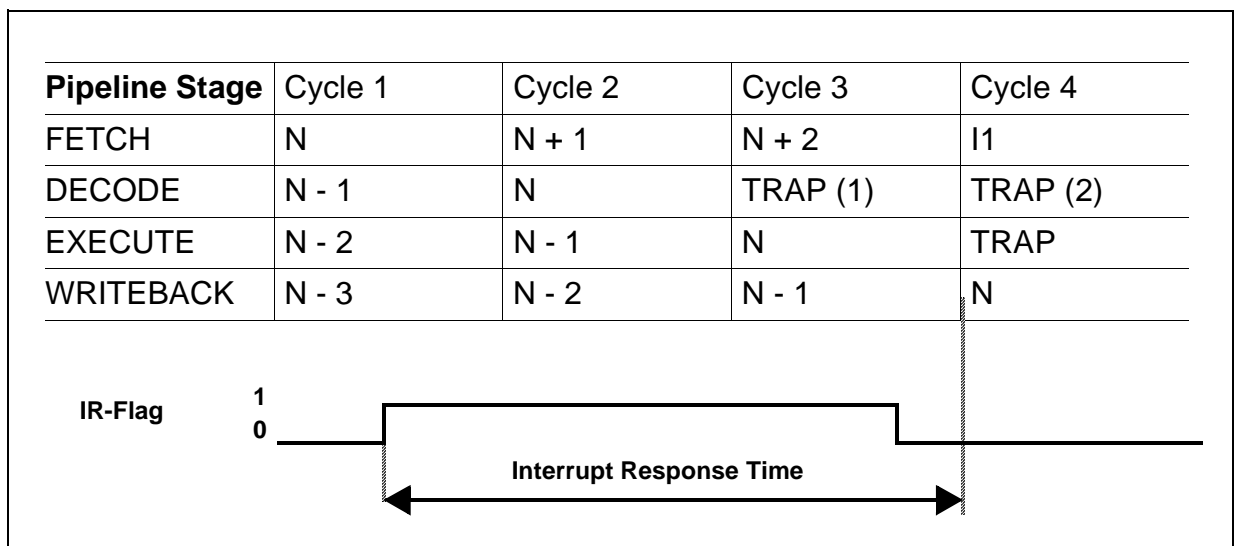 Pipeline Stage Cycle 1 Cycle 2 Cycle 3 Cycle 4
FETCH N N + 1 N + 2 I1
DECODE N - 1 N TRAP (1) TRAP (2)
EXECUTE N - 2 N - 1 N TRAP
WRITEBACK N - 3 N - 2 N - 1 N
IR-Flag 1
0
Interrupt Response Time